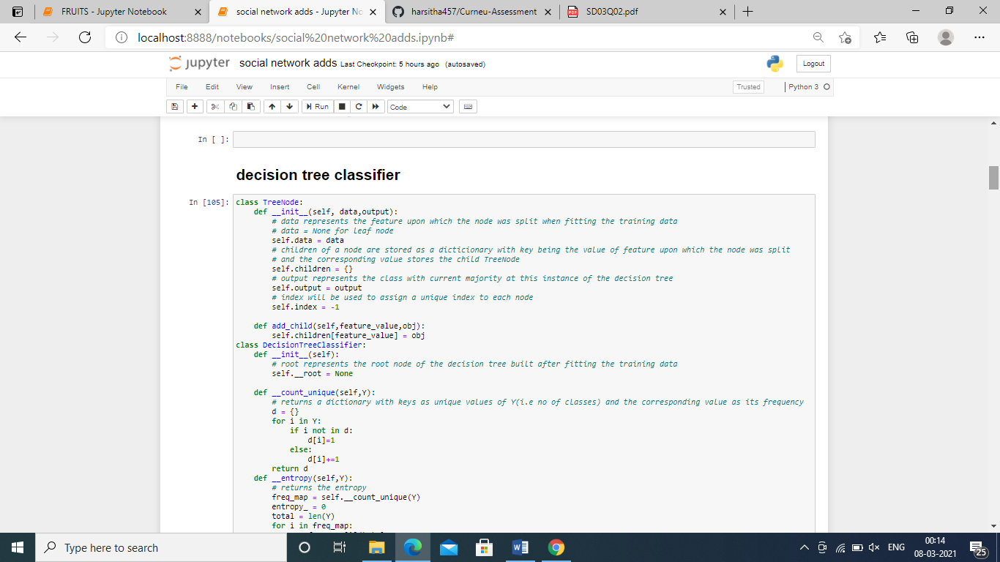 FRUITS - Jupyter Notebook
social network adds - Jupyter No
harsitha457/Curneu-Assessment
PDF
SD03Q02.pdf
localhost:8888/notebooks/social%20network%20adds.ipynb#
jupyter social network adds Last Checkpoint: 5 hours ago (autosaved)
Logout
File Edit View Insert Cell Kernel Widgets Help
Trusted
Python 3
Run
Code
In [ ]:
decision tree classifier
In [105]:
class TreeNode:
    def __init__(self, data,output):
        # data represents the feature upon which the node was split when fitting the training data
        # data = None for leaf node
        self.data = data
        # children of a node are stored as a dicticionary with key being the value of feature upon which the node was split
        # and the corresponding value stores the child TreeNode
        self.children = {}
        # output represents the class with current majority at this instance of the decision tree
        self.output = output
        # index will be used to assign a unique index to each node
        self.index = -1
    def add_child(self,feature_value,obj):
        self.children[feature_value] = obj
class DecisionTreeClassifier:
    def __init__(self):
        # root represents the root node of the decision tree built after fitting the training data
        self.__root = None
    def __count_unique(self,Y):
        # returns a dictionary with keys as unique values of Y(i.e no of classes) and the corresponding value as its frequency
        d = {}
        for i in Y:
            if i not in d:
                d[i]=1
            else:
                d[i]+=1
        return d
    def __entropy(self,Y):
        # returns the entropy
        freq_map = self.__count_unique(Y)
        entropy_ = 0
        total = len(Y)
        for i in freq_map:
Type here to search
W
ENG
00:14
08-03-2021
25